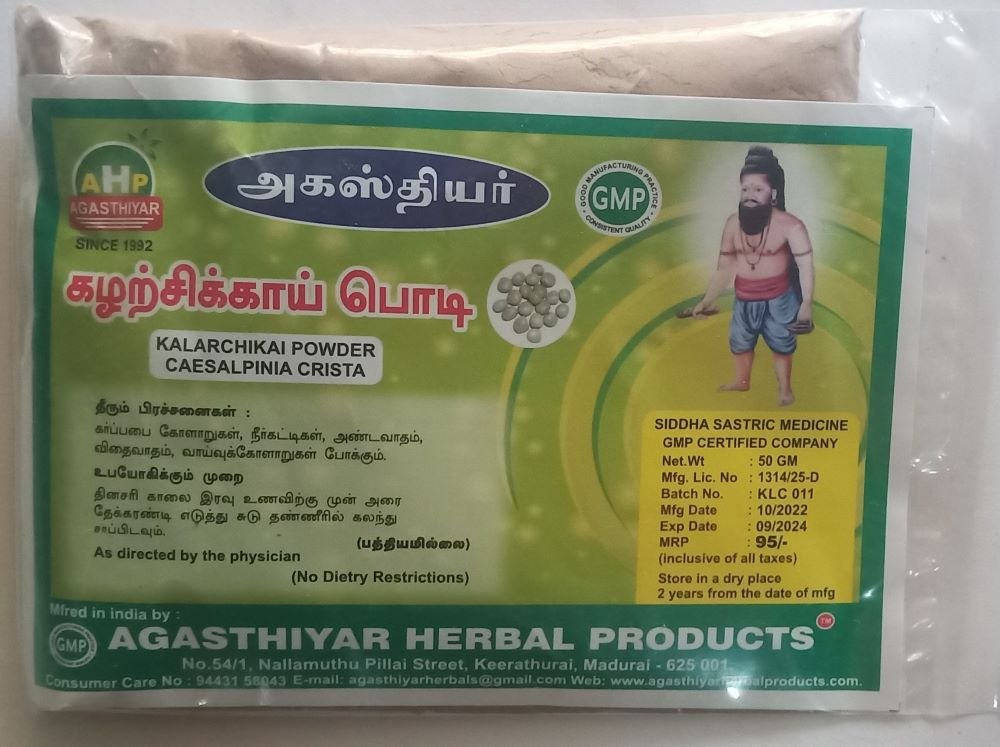 AHP
AGASTHIYAR
SINCE 1992
அகஸ்தியர்
GOOD MANUFACTURING PRACTICE
GMP
CONSISTENT QUALITY
கழற்சிக்காய் பொடி
KALARCHIKAI POWDER
CAESALPINIA CRISTA
தீரும் பிரச்சனைகள் :
கர்ப்பபை கோளாறுகள், நீர்கட்டிகள், அண்டவாதம்,
விதைவாதம், வாய்வுக்கோளாறுகள் போக்கும்.
உபயோகிக்கும் முறை
தினசரி காலை இரவு உணவிற்கு முன் அரை
தேக்கரண்டி எடுத்து சுடு தண்ணீரில் கலந்து
சாப்பிடவும்.
(பத்தியமில்லை)
As directed by the physician
(No Dietry Restrictions)
SIDDHA SASTRIC MEDICINE
GMP CERTIFIED COMPANY
Net.Wt : 50 GM
Mfg. Lic. No : 1314/25-D
Batch No. : KLC 011
Mfg Date : 10/2022
Exp Date : 09/2024
MRP : 95/-
(inclusive of all taxes)
Store in a dry place
2 years from the date of mfg
Mfred in india by :
GMP
AGASTHIYAR HERBAL PRODUCTS TM
No.54/1, Nallamuthu Pillai Street, Keerathurai, Madurai - 625 001.
Consumer Care No : 94431 58043 E-mail: agasthiyarherbals@gmail.com Web: www.agasthiyarherbalproducts.com.